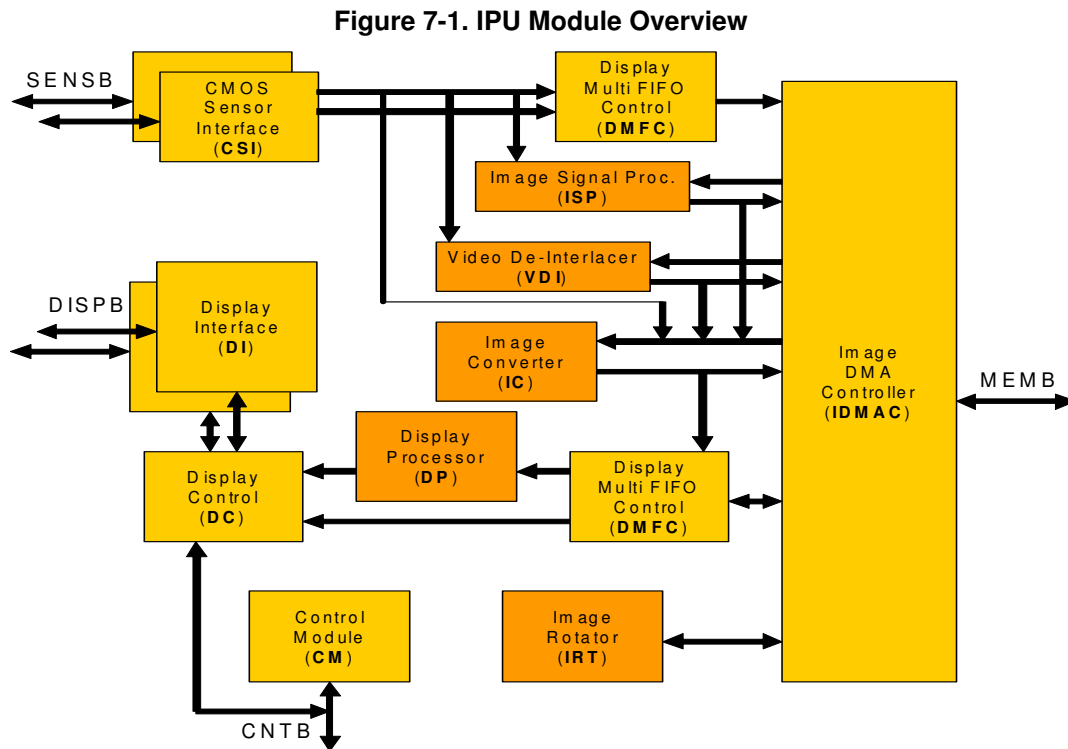 Figure 7-1. IPU Module Overview
SENSB
CMOS
Sensor
Interface
(CSI)
Display
Multi FIFO
Control
(DMFC)
Image Signal Proc.
(ISP)
Video De-Interlacer
(VDI)
DISPB
Display
Interface
(DI)
Image
Converter
(IC)
Image
DMA
Controller
(IDMAC)
MEMB
Display
Processor
(DP)
Display
Control
(DC)
Display
Multi FIFO
Control
(DMFC)
Control
Module
(CM)
Image
Rotator
(IRT)
CNTB